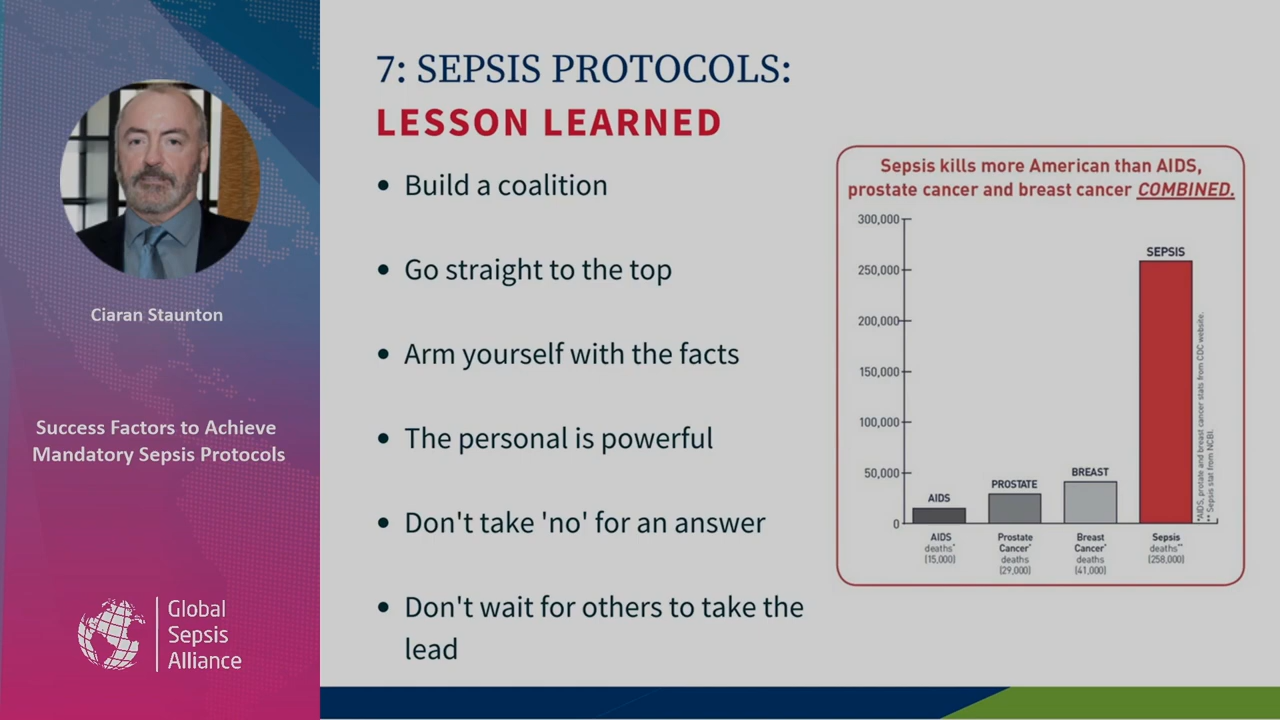 Ciaran Staunton
Success Factors to Achieve
Mandatory Sepsis Protocols
Global
Sepsis
Alliance
7: SEPSIS PROTOCOLS:
LESSON LEARNED
• Build a coalition
• Go straight to the top
• Arm yourself with the facts
• The personal is powerful
• Don't take 'no' for an answer
• Don't wait for others to take the
lead
Sepsis kills more American than AIDS,
prostate cancer and breast cancer COMBINED.
300,000
250,000
200,000
150,000
100,000
50,000
0
AIDS
PROSTATE
BREAST
SEPSIS
AIDS
deaths*
(15,000)
Prostate
Cancer*
deaths
(29,000)
Breast
Cancer*
deaths
(41,000)
Sepsis
deaths**
(258,000)
*AIDS, prostate and breast cancer stats from CDC website.
** Sepsis stat from NCBI.